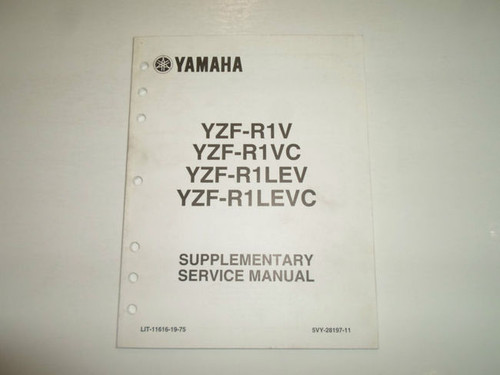 YAMAHA
YZF-R1V
YZF-R1VC
YZF-R1LEV
YZF-R1LEVC
SUPPLEMENTARY
SERVICE MANUAL
LIT-11616-19-75
5VY-28197-11